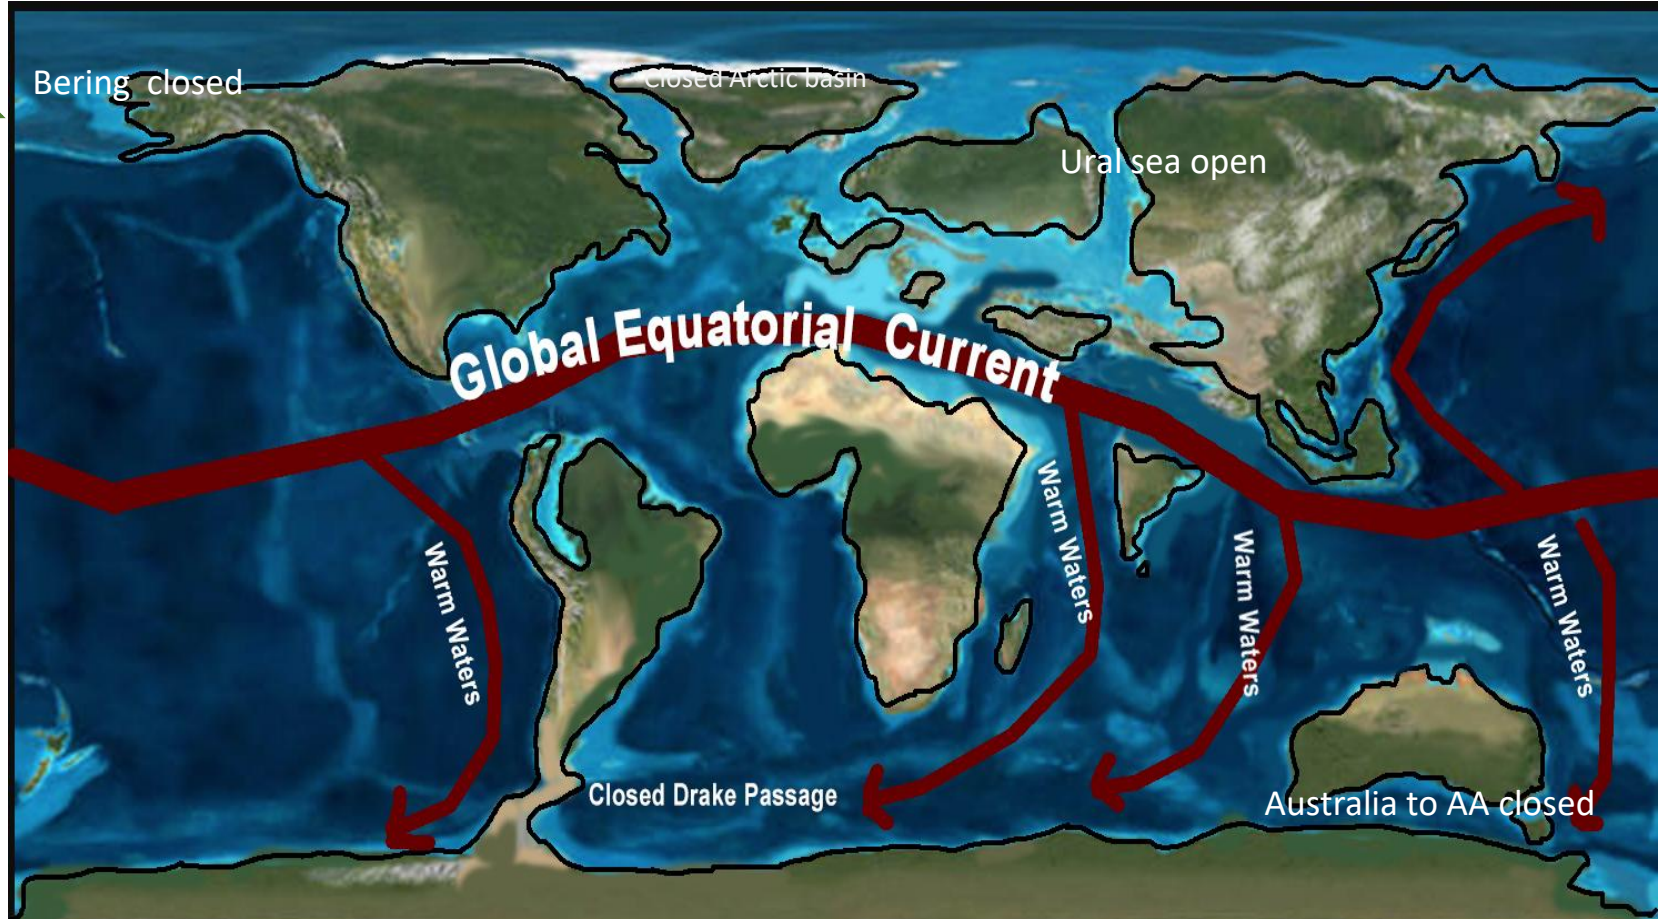 Bering closed
Closed Arctic basin
Ural sea open
Global Equatorial Current
Warm Waters
Warm Waters
Warm Waters
Warm Waters
Closed Drake Passage
Australia to AA closed